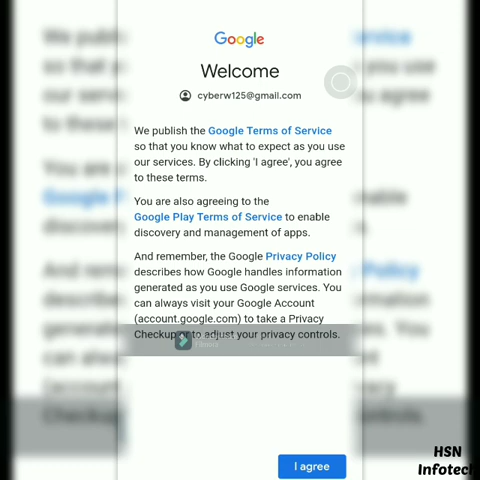 Google
Welcome
cyberw125@gmail.com
We publish the Google Terms of Service
so that you know what to expect as you use
our services. By clicking 'I agree', you agree
to these terms.
You are also agreeing to the
Google Play Terms of Service to enable
discovery and management of apps.
And remember, the Google Privacy Policy
describes how Google handles information
generated as you use Google services. You
can always visit your Google Account
(account.google.com) to take a Privacy
Checkup or to adjust your privacy controls.
I agree
HSN
Infotech